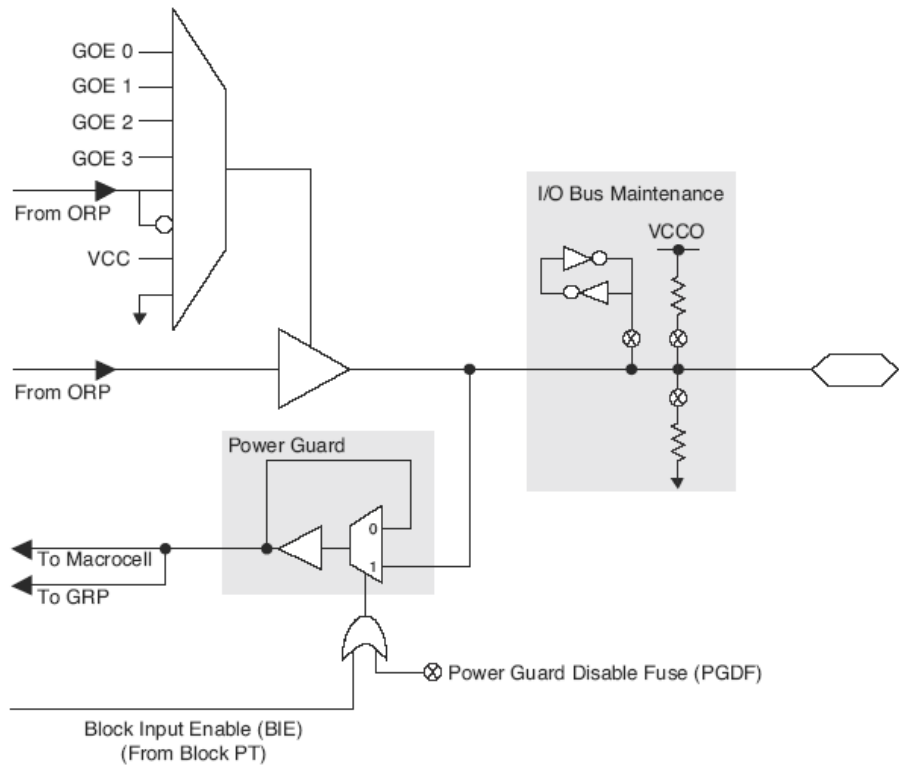 GOE 0
GOE 1
GOE 2
GOE 3
From ORP
VCC
From ORP
I/O Bus Maintenance
VCCO
Power Guard
0
1
To Macrocell
To GRP
Power Guard Disable Fuse (PGDF)
Block Input Enable (BIE)
(From Block PT)